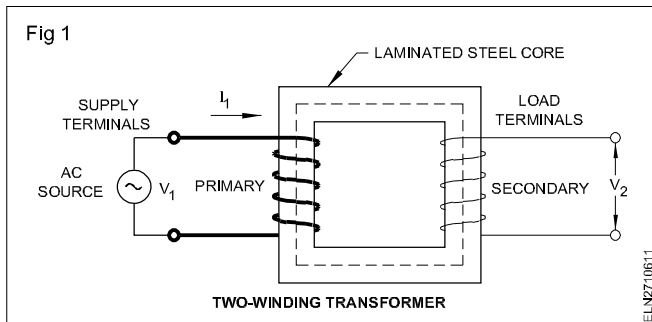 Fig 1
LAMINATED STEEL CORE
I1
SUPPLY
TERMINALS
LOAD
TERMINALS
AC
SOURCE
V1
PRIMARY
SECONDARY
V2
TWO-WINDING TRANSFORMER
ELN2710611